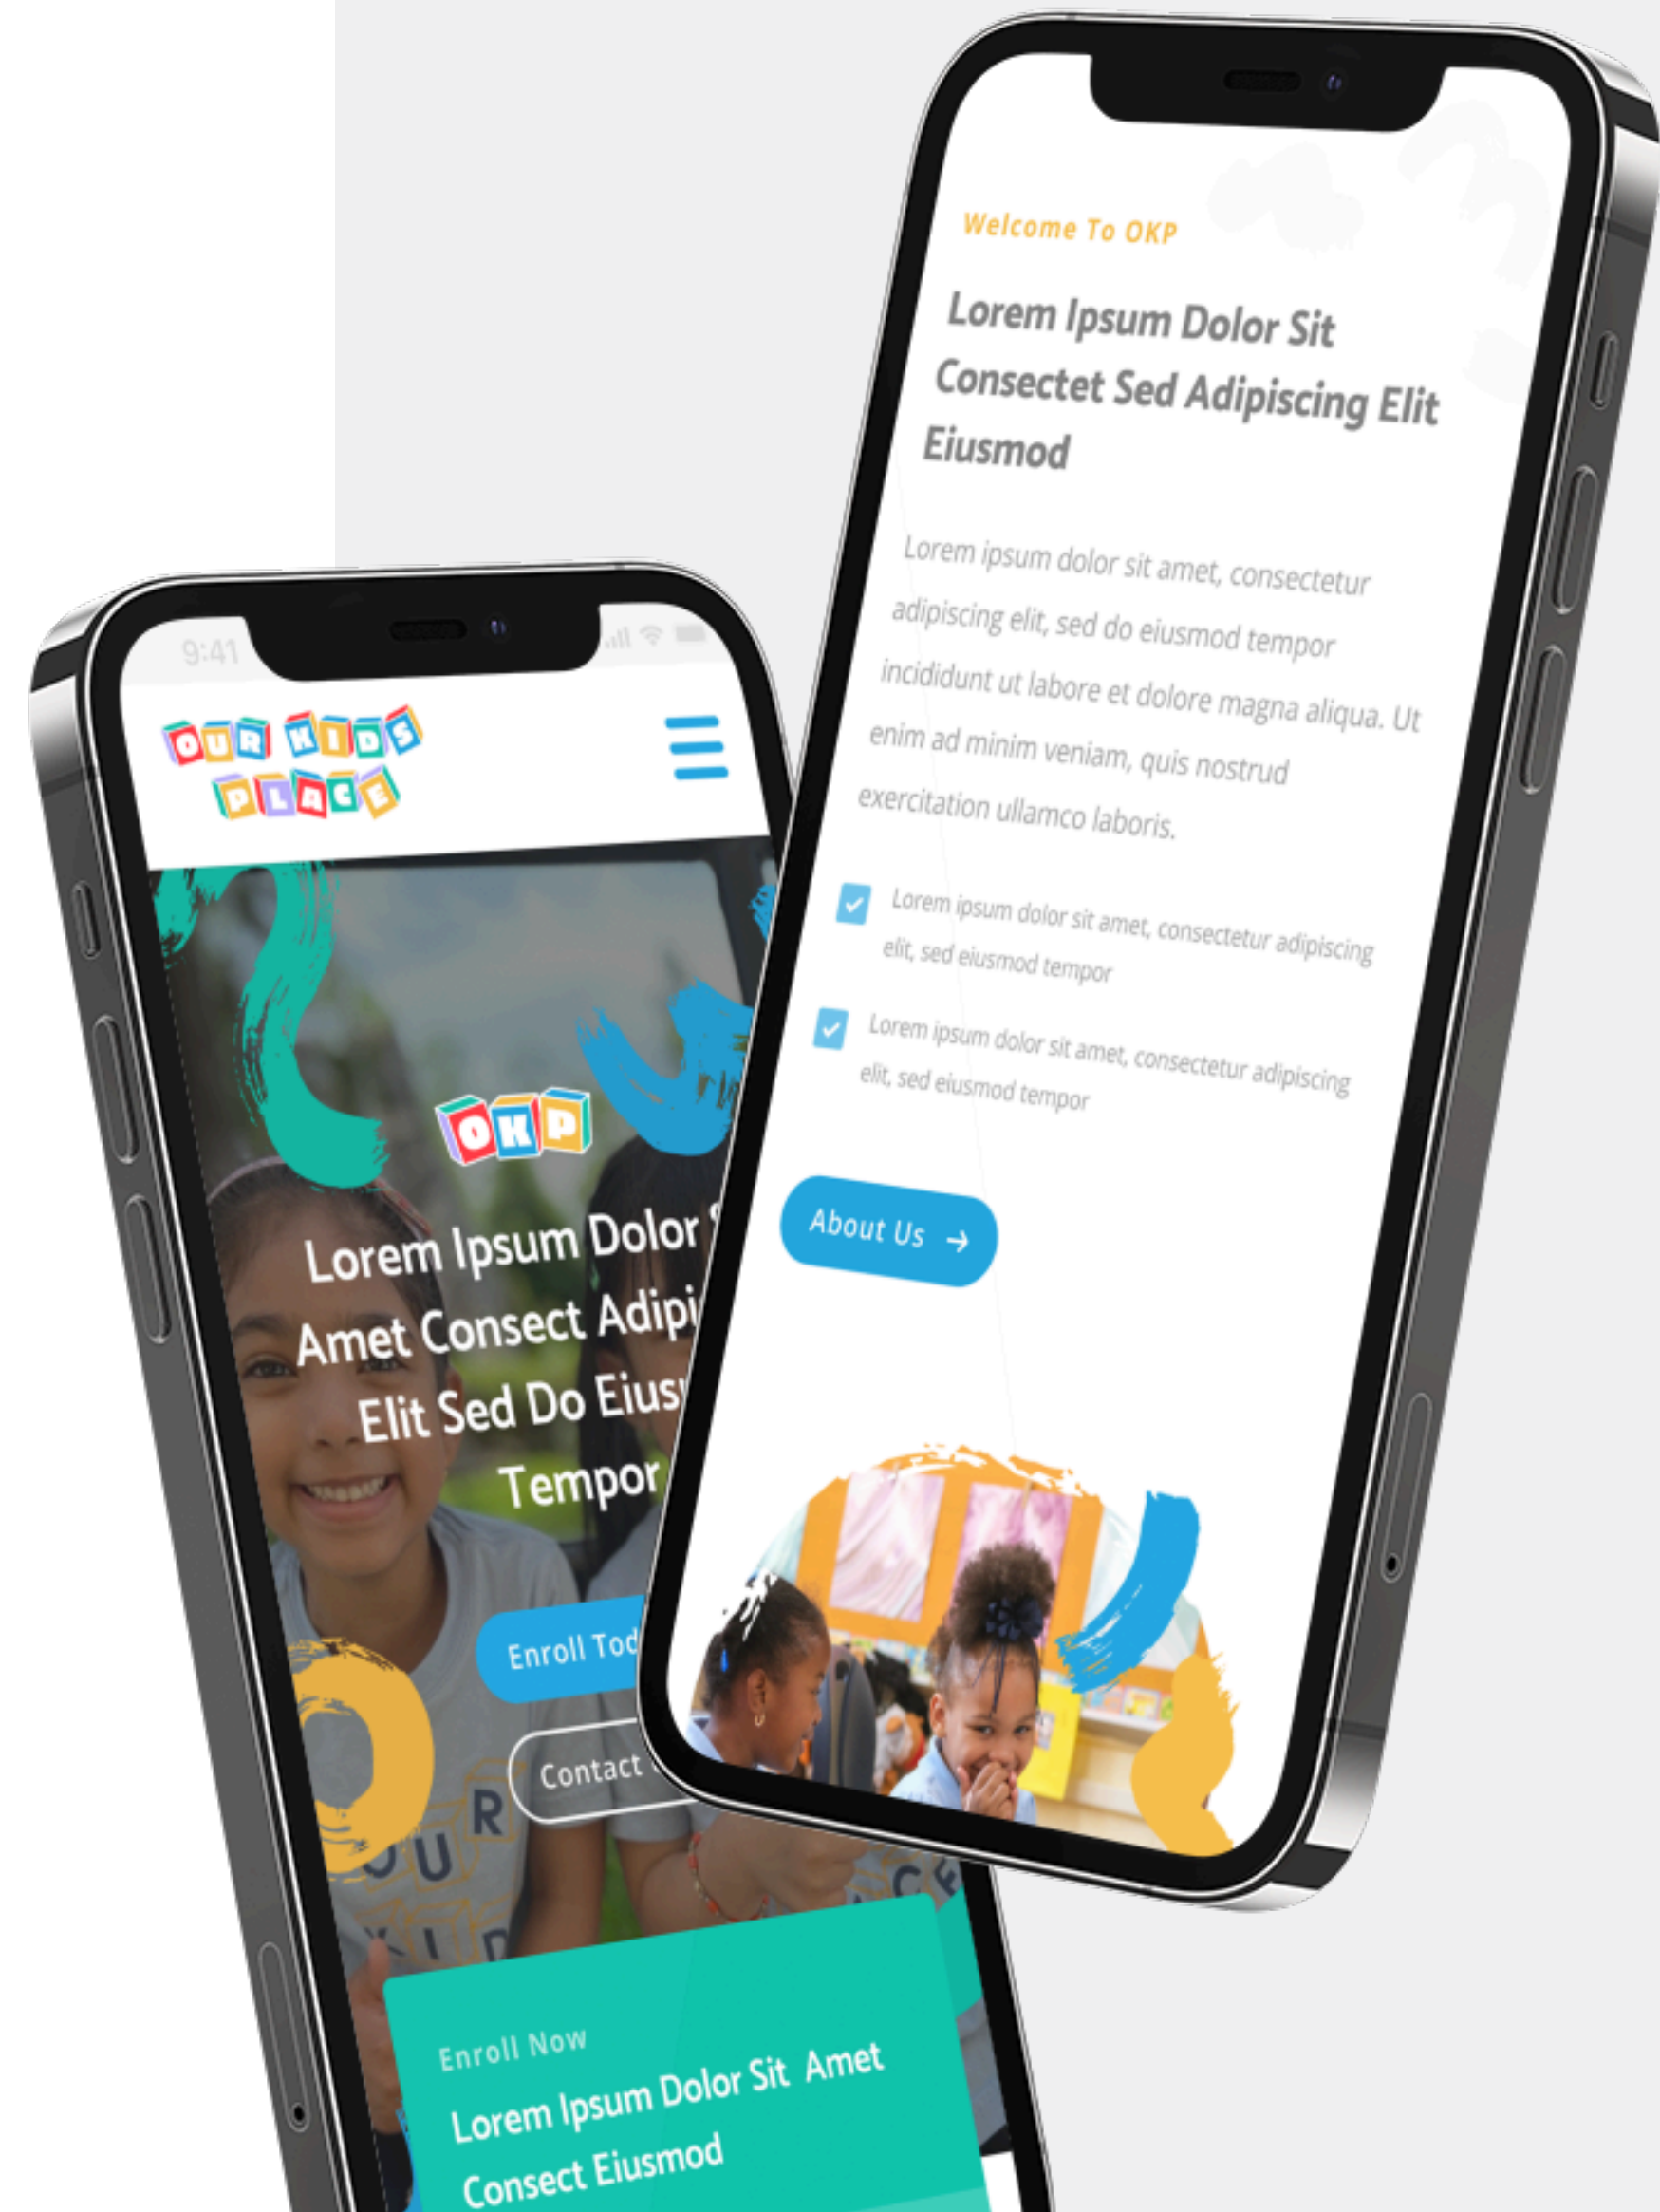 9:41
OUR KIDS
PLACE
OKP
Lorem Ipsum Dolor
Amet Consect
Elit Sed Do
Tempor
Enroll
Contact
OUR
Enroll Now
Lorem Ipsum Dolor Sit Amet
Consect Eiusmod
Welcome To OKP
Lorem Ipsum Dolor Sit
Consectet Sed Adipiscing Elit
Eiusmod
Lorem ipsum dolor sit amet, consectetur
adipiscing elit, sed do eiusmod tempor
incididunt ut labore et dolore magna aliqua. Ut
enim ad minim veniam, quis nostrud
exercitation ullamco laboris.
Lorem ipsum dolor sit amet, consectetur adipiscing
elit, sed eiusmod tempor
Lorem ipsum dolor sit amet, consectetur adipiscing
elit, sed eiusmod tempor
About Us